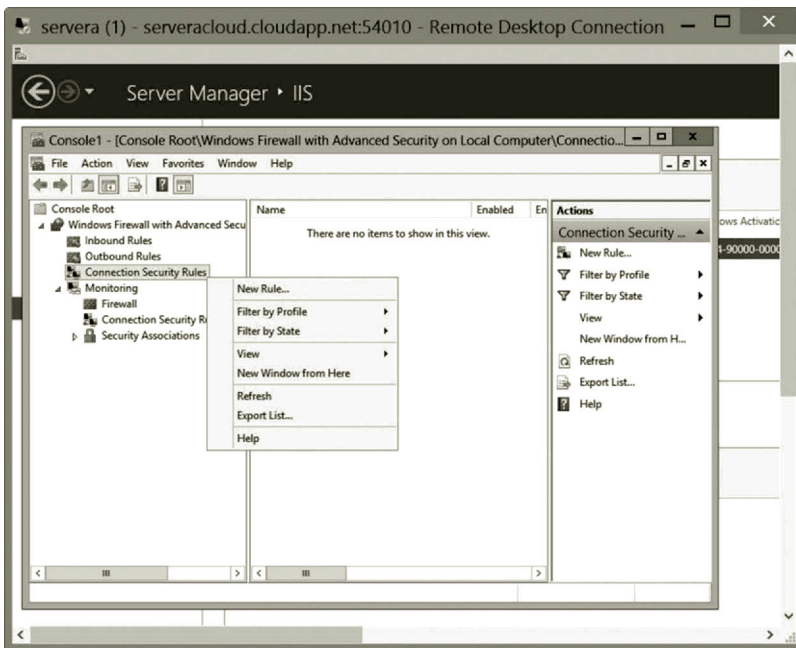 servera (1) - serveracloud.cloudapp.net:54010 - Remote Desktop Connection
Server Manager • IIS
Console1 - [Console Root\Windows Firewall with Advanced Security on Local Computer\Connectio...
File Action View Favorites Window Help
Console Root
Windows Firewall with Advanced Secu
Inbound Rules
Outbound Rules
Connection Security Rules
Monitoring
Firewall
Connection Security Ru
Security Associations
Name Enabled En
There are no items to show in this view.
New Rule...
Filter by Profile
Filter by State
View
New Window from Here
Refresh
Export List...
Help
Actions
Connection Security ...
New Rule...
Filter by Profile
Filter by State
View
New Window from H...
Refresh
Export List...
Help
ows Activatic
-90000-0000